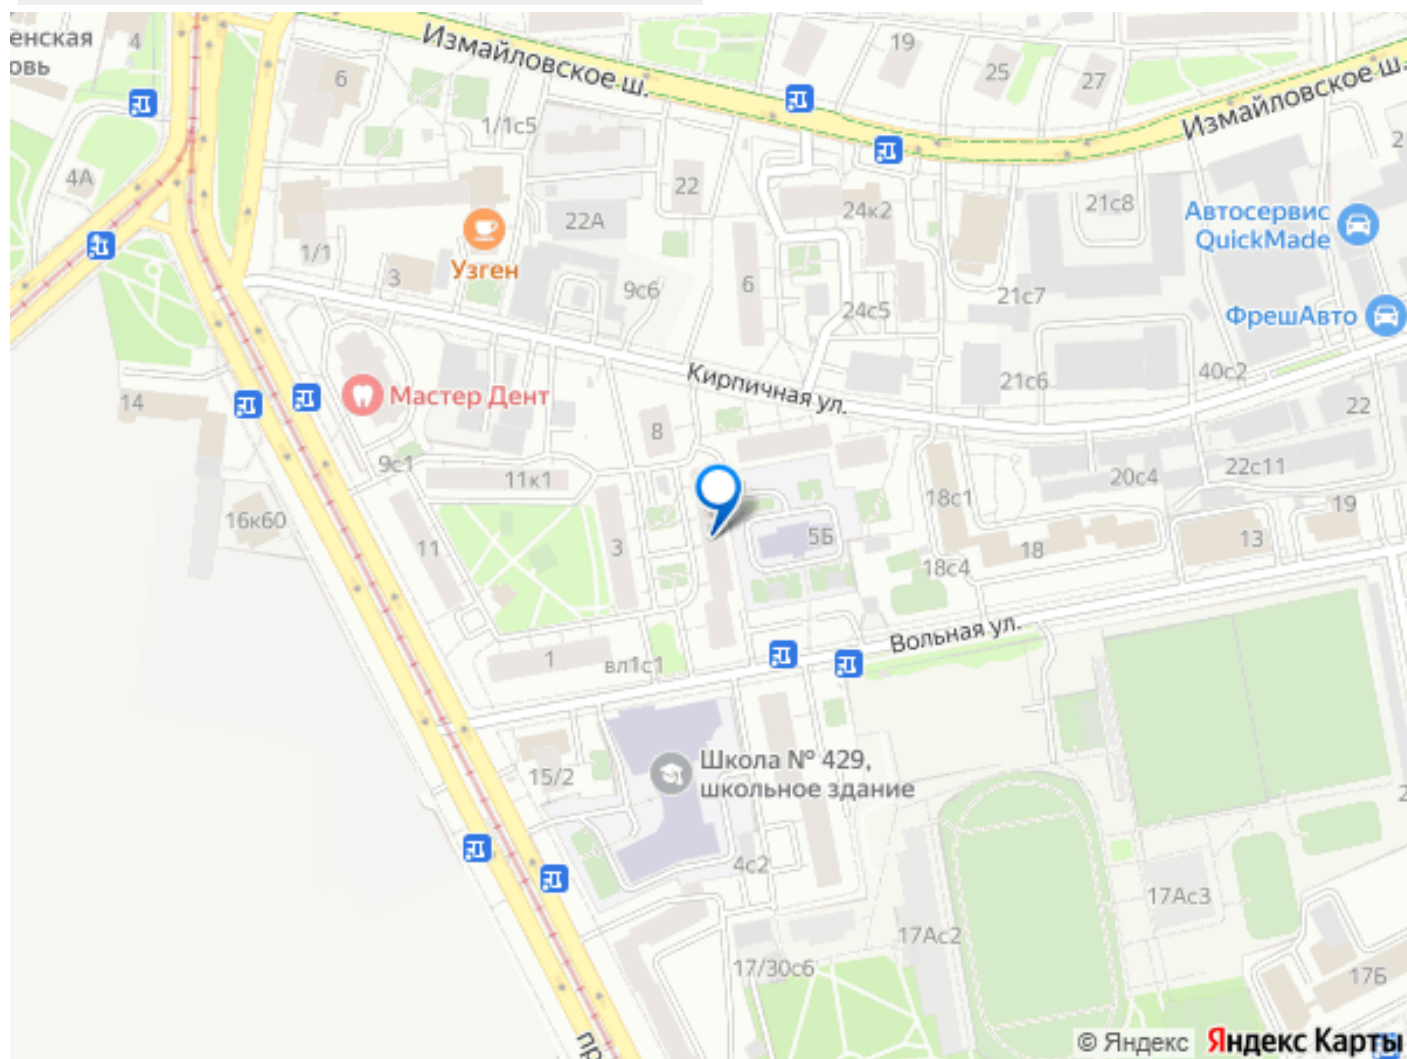 енская
овь
4
6
Измайловское ш.
19
25
27
Измайловское ш.
1/1с5
4А
22
22А
24к2
21с8
2
Автосервис
QuickMade
1/1
3
Узген
9с6
6
24с5
21с7
ФрешАвто
Кирпичная ул.
21с6
40с2
14
Мастер Дент
8
22
9с1
11к1
18с1
20с4
22с11
19
16к60
11
3
5Б
18
13
18с4
Вольная ул.
1
вл1с1
Школа № 429,
школьное здание
15/2
2
4с2
17Ас3
17Ас2
17/30с6
17Б
пр
© Яндекс
Яндекс Карты